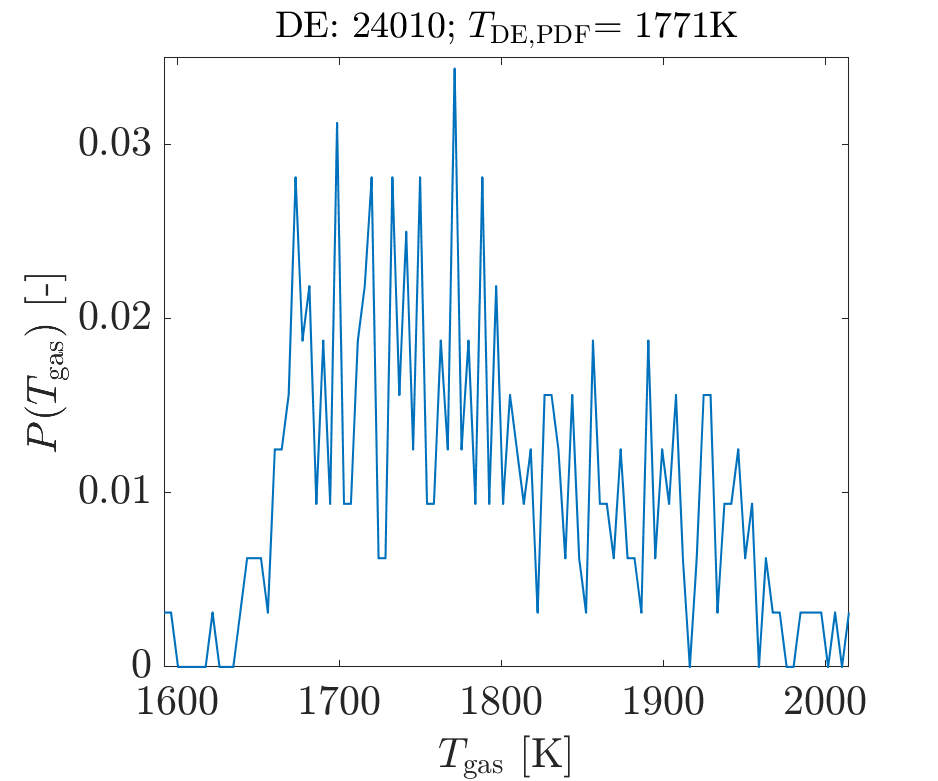 DE: 24010; T_DE,PDF= 1771K
0.03
0.02
0.01
0
P(T_gas) [-]
1600 1700 1800 1900 2000
T_gas [K]